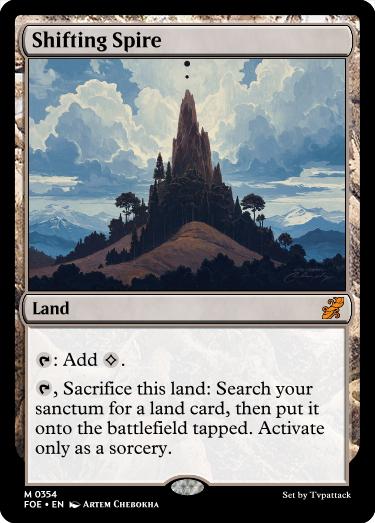 Shifting Spire
Land
: Add .
, Sacrifice this land: Search your
sanctum for a land card, then put it
onto the battlefield tapped. Activate
only as a sorcery.
M 0354
FOE • EN Artem Chebokha
Set by Tvpattack